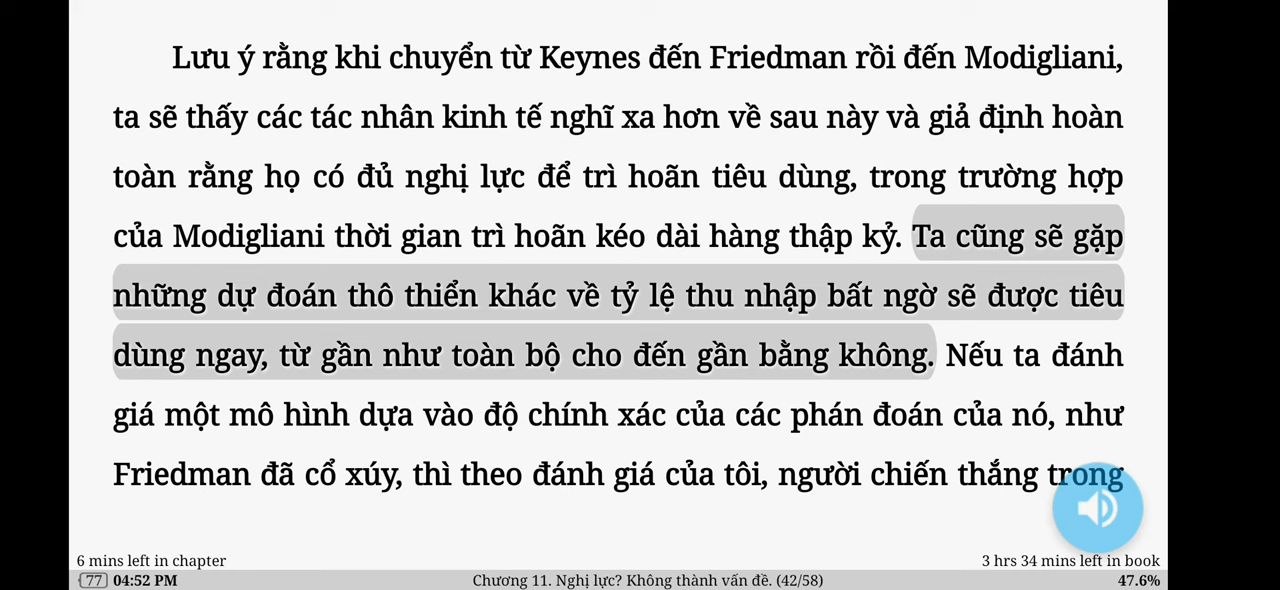 Lưu ý rằng khi chuyển từ Keynes đến Friedman rồi đến Modigliani,
ta sẽ thấy các tác nhân kinh tế nghĩ xa hơn về sau này và giả định hoàn
toàn rằng họ có đủ nghị lực để trì hoãn tiêu dùng, trong trường hợp
của Modigliani thời gian trì hoãn kéo dài hàng thập kỷ. Ta cũng sẽ gặp
những dự đoán thô thiển khác về tỷ lệ thu nhập bất ngờ sẽ được tiêu
dùng ngay, từ gần như toàn bộ cho đến gần bằng không. Nếu ta đánh
giá một mô hình dựa vào độ chính xác của các phán đoán của nó, như
Friedman đã cổ xúy, thì theo đánh giá của tôi, người chiến thắng trong
6 mins left in chapter 3 hrs 34 mins left in book
77 04:52 PM Chương 11. Nghị lực? Không thành vấn đề. (42/58) 47.6%